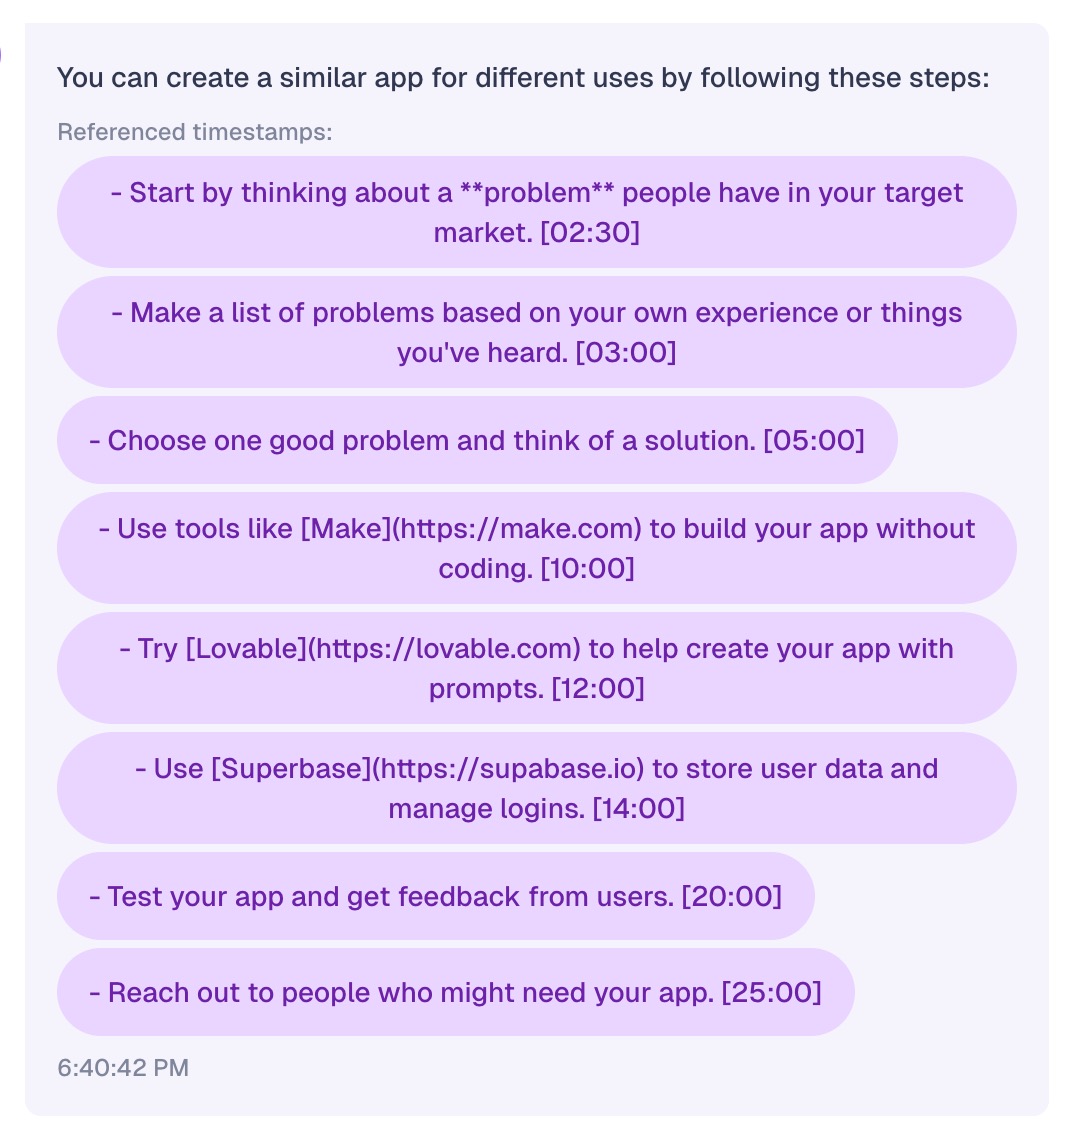 You can create a similar app for different uses by following these steps:
Referenced timestamps:
- Start by thinking about a **problem** people have in your target
market. [02:30]
- Make a list of problems based on your own experience or things
you've heard. [03:00]
- Choose one good problem and think of a solution. [05:00]
- Use tools like [Make](https://make.com) to build your app without
coding. [10:00]
- Try [Lovable](https://lovable.com) to help create your app with
prompts. [12:00]
- Use [Superbase](https://supabase.io) to store user data and
manage logins. [14:00]
- Test your app and get feedback from users. [20:00]
- Reach out to people who might need your app. [25:00]
6:40:42 PM